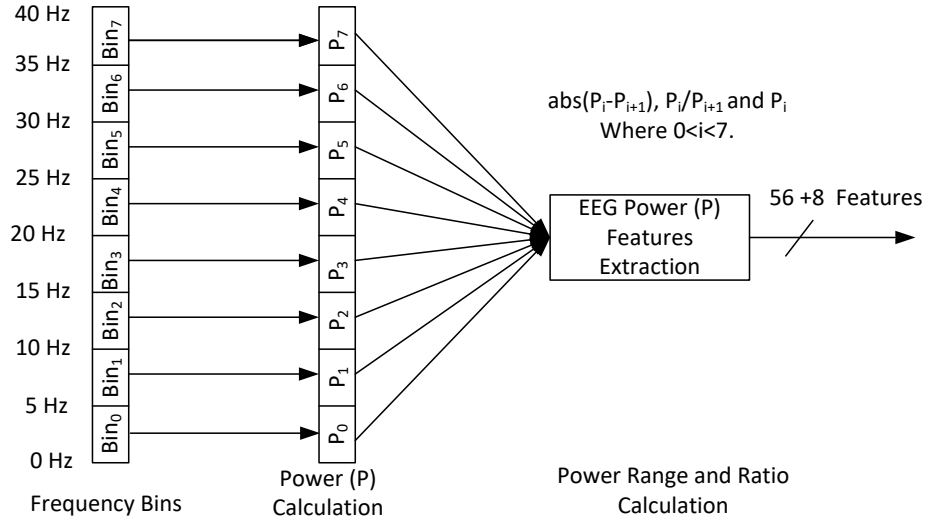 40 Hz
35 Hz
30 Hz
25 Hz
20 Hz
15 Hz
10 Hz
5 Hz
0 Hz
Bin₇
Bin₆
Bin₅
Bin₄
Bin₃
Bin₂
Bin₁
Bin₀
Frequency Bins
P₇
P₆
P₅
P₄
P₃
P₂
P₁
P₀
Power (P)
Calculation
abs(Pᵢ-Pᵢ₊₁), Pᵢ/Pᵢ₊₁ and Pᵢ
Where 0<i<7.
EEG Power (P)
Features
Extraction
56 +8 Features
Power Range and Ratio
Calculation